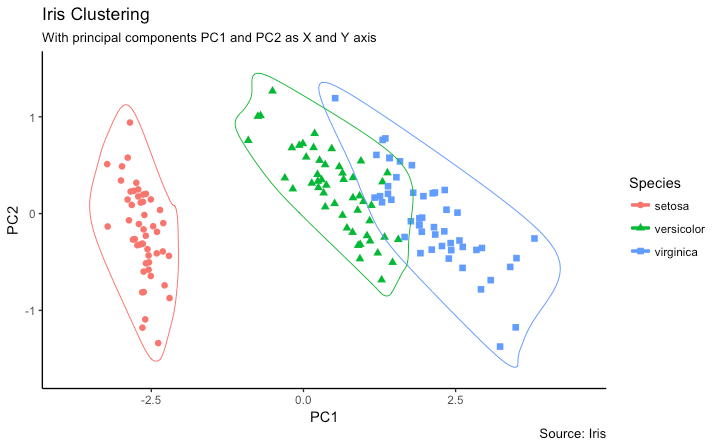 Iris Clustering
With principal components PC1 and PC2 as X and Y axis
1
0
-1
PC2
-2.5
0.0
2.5
PC1
Species
setosa
versicolor
virginica
Source: Iris